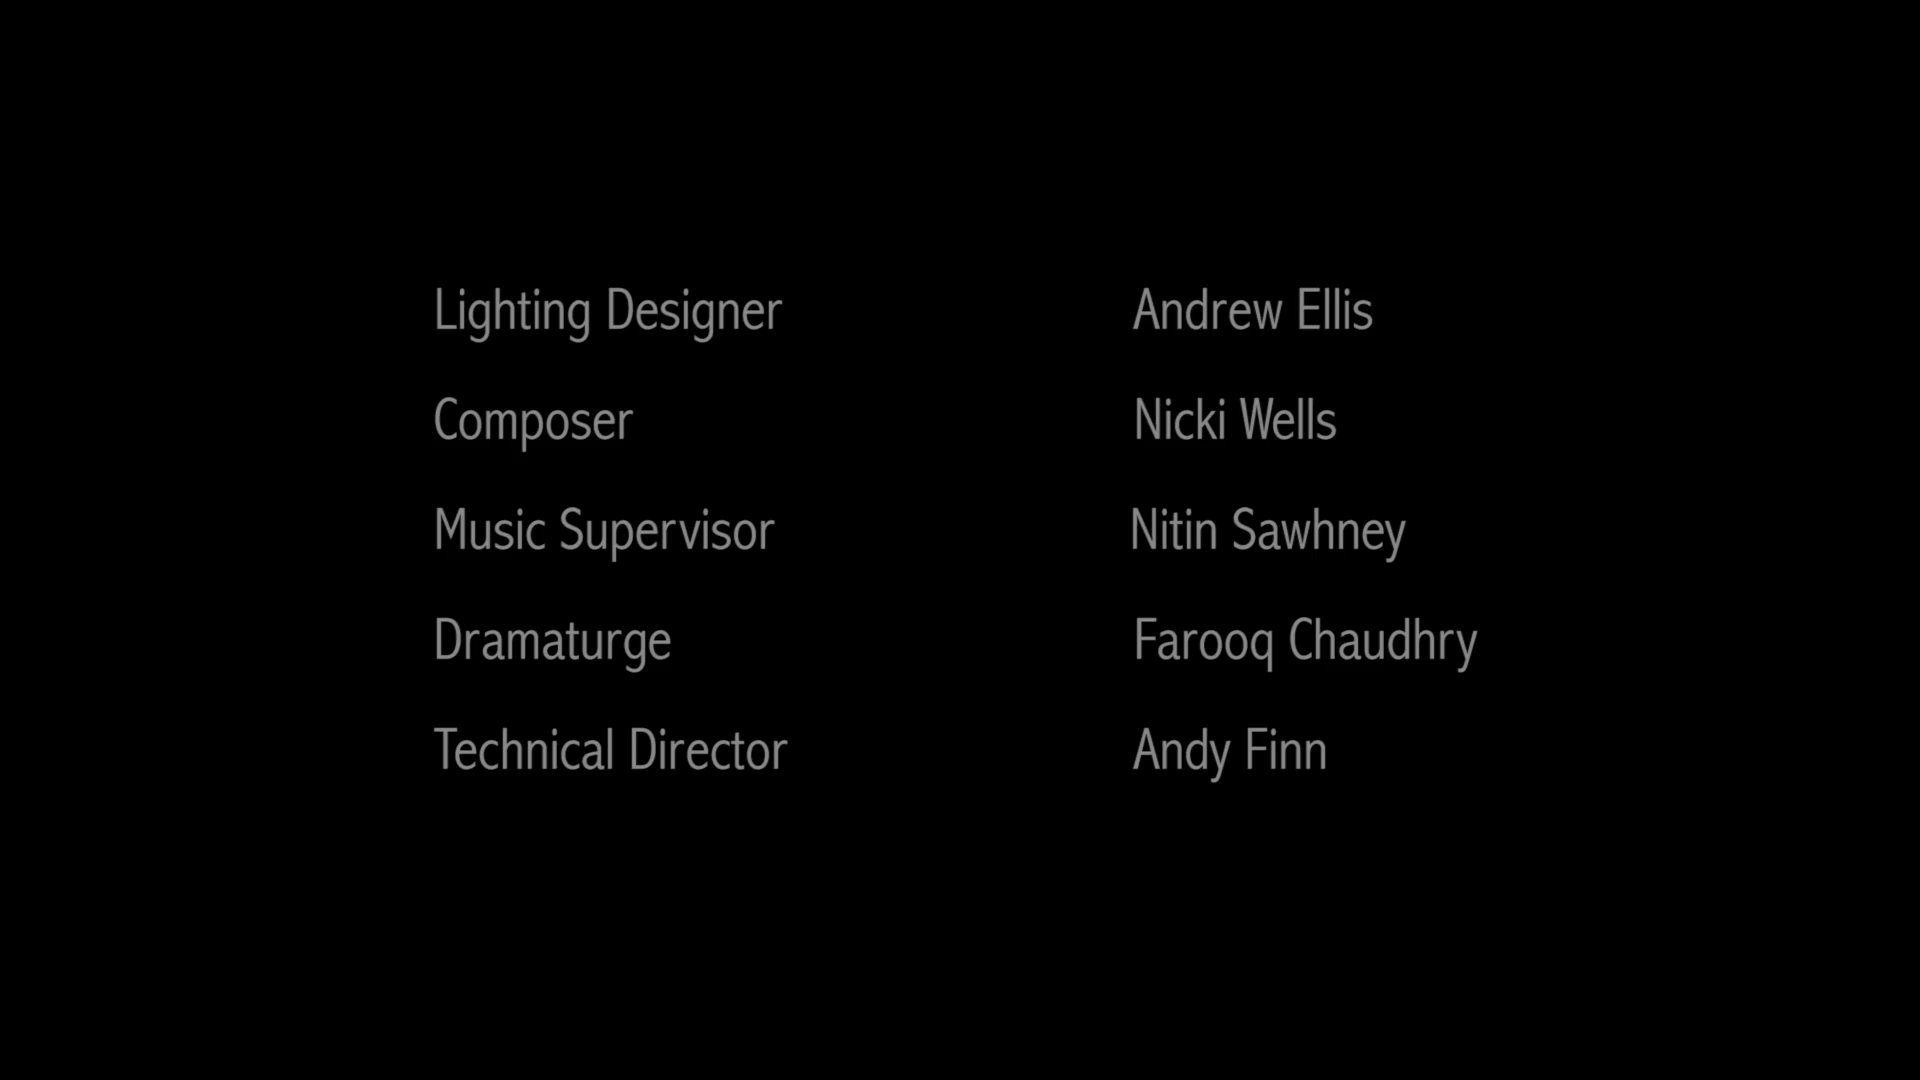 Lighting Designer Andrew Ellis
Composer Nicki Wells
Music Supervisor Nitin Sawhney
Dramaturge Farooq Chaudhry
Technical Director Andy Finn